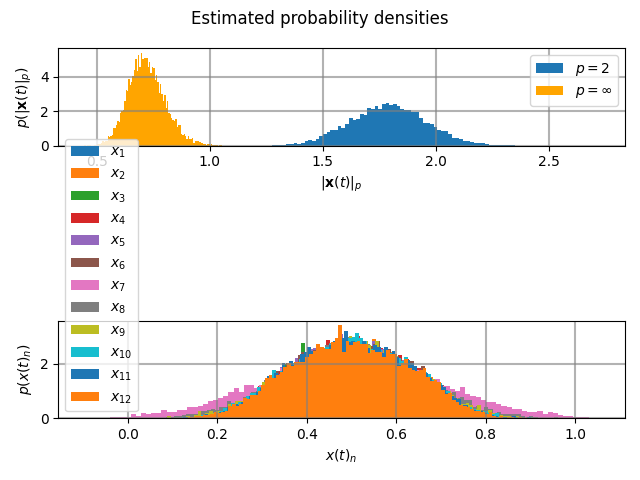 Estimated probability densities
p(|x(t)|ₚ)
4
2
0
p = 2
p = ∞
0.5 1.0 1.5 2.0 2.5
|x(t)|ₚ
x₁
x₂
x₃
x₄
x₅
x₆
x₇
x₈
x₉
x₁₀
x₁₁
x₁₂
p(x(t)ₙ)
2
0
0.0 0.2 0.4 0.6 0.8 1.0
x(t)ₙ